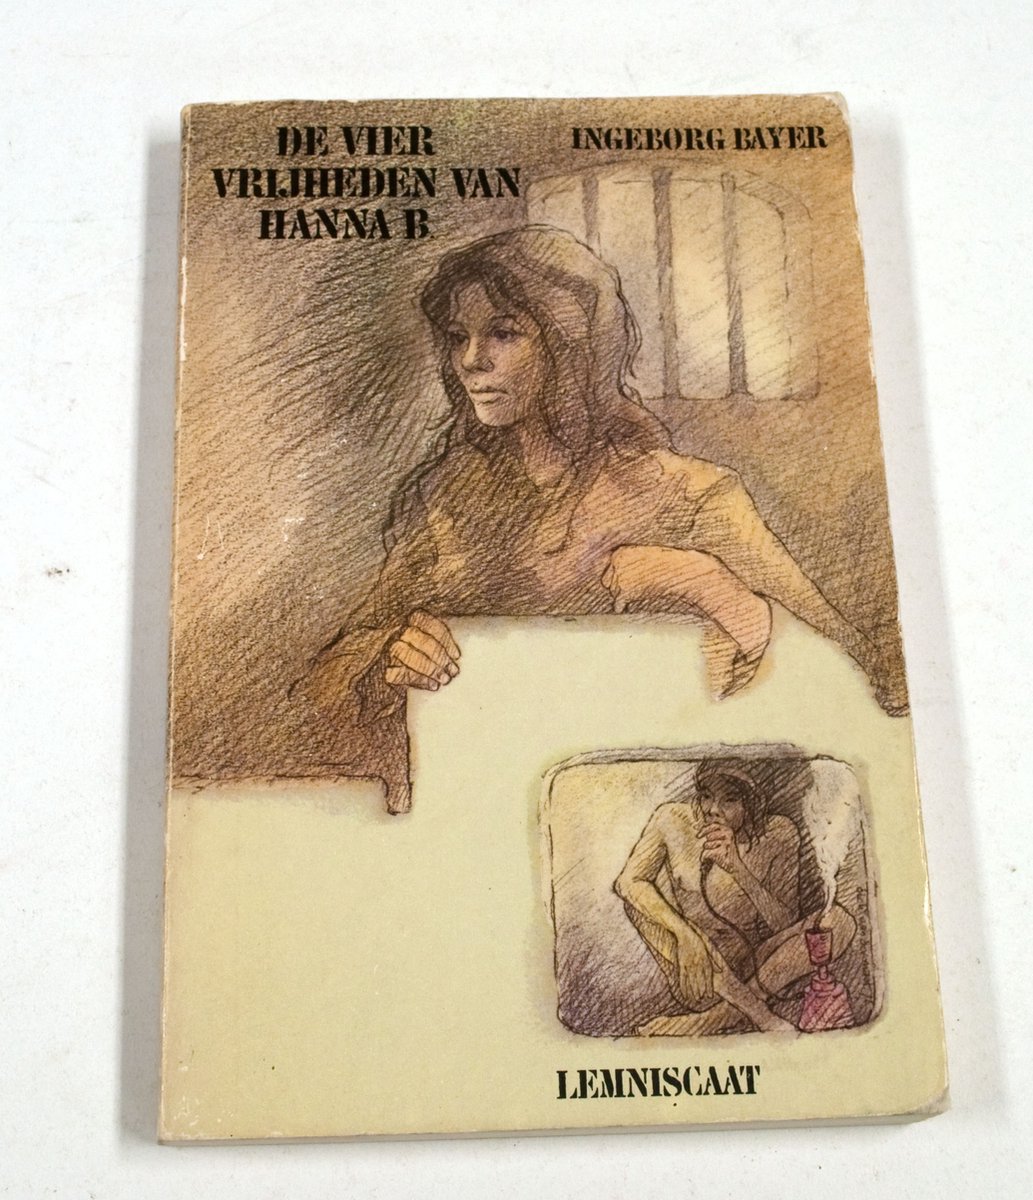 DE VIER
VRIJHEDEN VAN
HANNA B.
INGEBORG BAYER
LEMNISCAAT